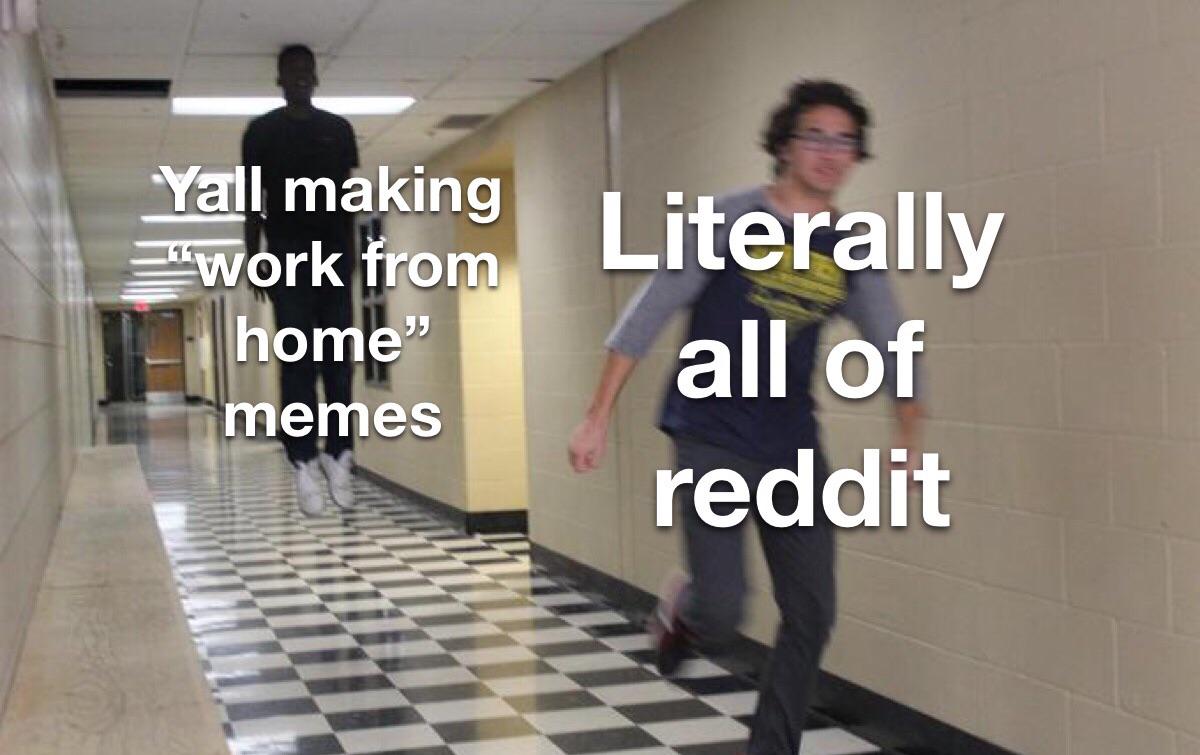 Yall making
“work from
home”
memes
Literally
all of
reddit